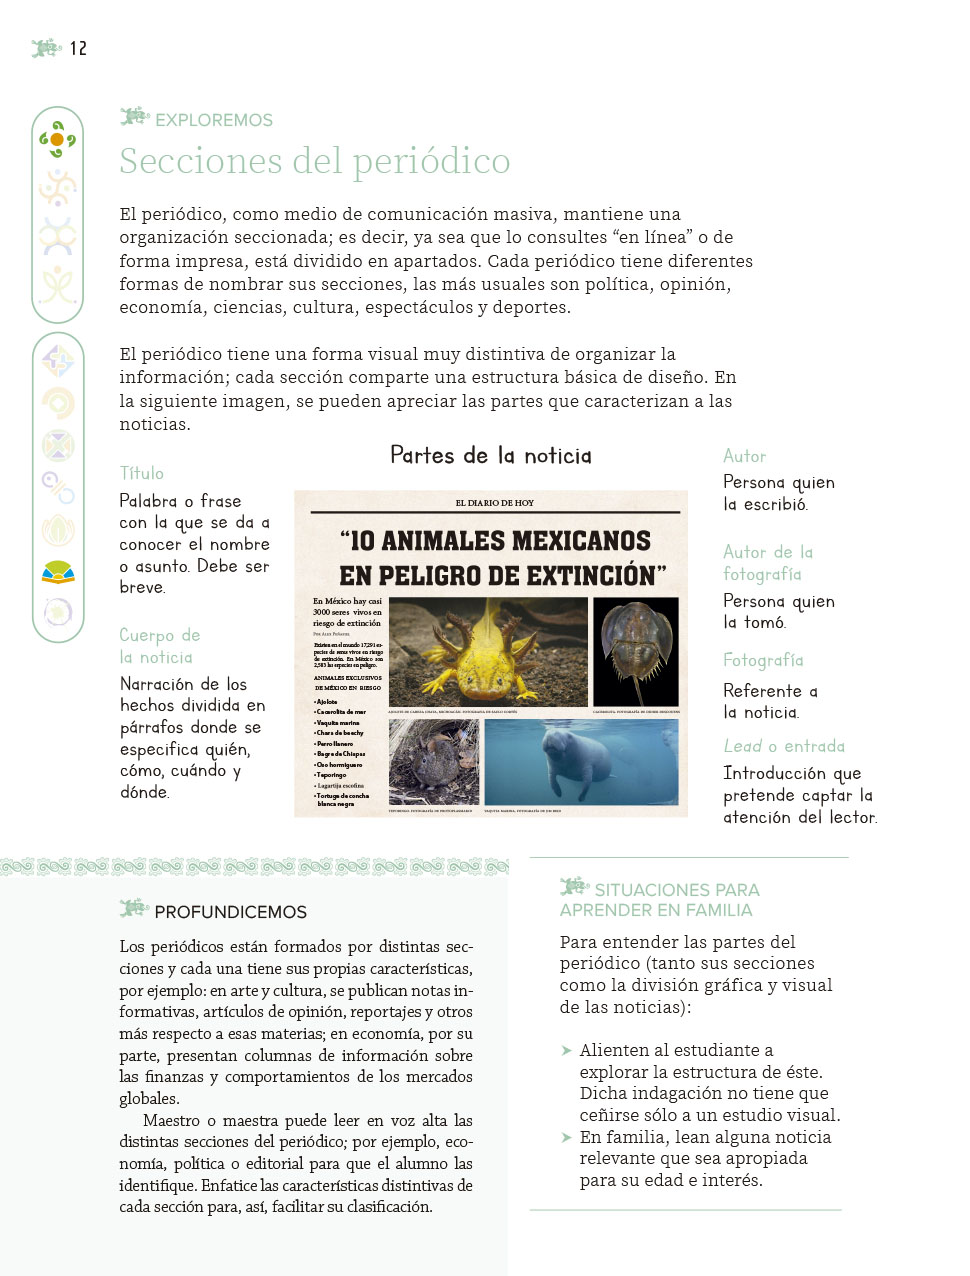 12
EXPLOREMOS
Secciones del periódico
El periódico, como medio de comunicación masiva, mantiene una
organización seccionada; es decir, ya sea que lo consultes “en línea” o de
forma impresa, está dividido en apartados. Cada periódico tiene diferentes
formas de nombrar sus secciones, las más usuales son política, opinión,
economía, ciencias, cultura, espectáculos y deportes.
El periódico tiene una forma visual muy distintiva de organizar la
información; cada sección comparte una estructura básica de diseño. En
la siguiente imagen, se pueden apreciar las partes que caracterizan a las
noticias.
Partes de la noticia
Título
Palabra o frase
con la que se da a
conocer el nombre
o asunto. Debe ser
breve.
Cuerpo de
la noticia
Narración de los
hechos dividida en
párrafos donde se
especifica quién,
cómo, cuándo y
dónde.
EL DIARIO DE HOY
“10 ANIMALES MEXICANOS
EN PELIGRO DE EXTINCIÓN”
En México hay casi
3000 seres vivos en
riesgo de extinción
Existen en el mundo 17,291 es-
pecies de seres vivos en riesgo
de extinción. En México son
2,583 las especies en peligro.
ANIMALES EXCLUSIVOS
DE MÉXICO EN RIESGO
• Ajolote
• Cacerolita de mar
• Vaquita marina
• Chara de beechy
• Perro llanero
• Bagre de Chiapas
• Oso hormiguero
• Teporingo
• Lagartija escofina
• Tortuga de concha
blanca negra
Autor
Persona quien
la escribió.
Autor de la
fotografía
Persona quien
la tomó.
Fotografía
Referente a
la noticia.
Lead o entrada
Introducción que
pretende captar la
atención del lector.
PROFUNDICEMOS
Los periódicos están formados por distintas sec-
ciones y cada una tiene sus propias características,
por ejemplo: en arte y cultura, se publican notas in-
formativas, artículos de opinión, reportajes y otros
más respecto a esas materias; en economía, por su
parte, presentan columnas de información sobre
las finanzas y comportamientos de los mercados
globales.
Maestro o maestra puede leer en voz alta las
distintas secciones del periódico; por ejemplo, eco-
nomía, política o editorial para que el alumno las
identifique. Enfatice las características distintivas de
cada sección para, así, facilitar su clasificación.
SITUACIONES PARA
APRENDER EN FAMILIA
Para entender las partes del
periódico (tanto sus secciones
como la división gráfica y visual
de las noticias):
➤ Alienten al estudiante a
explorar la estructura de éste.
Dicha indagación no tiene que
ceñirse sólo a un estudio visual.
➤ En familia, lean alguna noticia
relevante que sea apropiada
para su edad e interés.